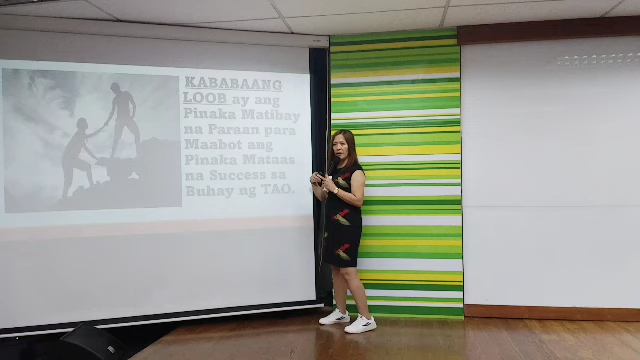 KABABAANG
LOOB ay ang
Pinaka Matibay
na Paraan para
Maabot ang
Pinaka Mataas
na Success sa
Buhay ng TAO.